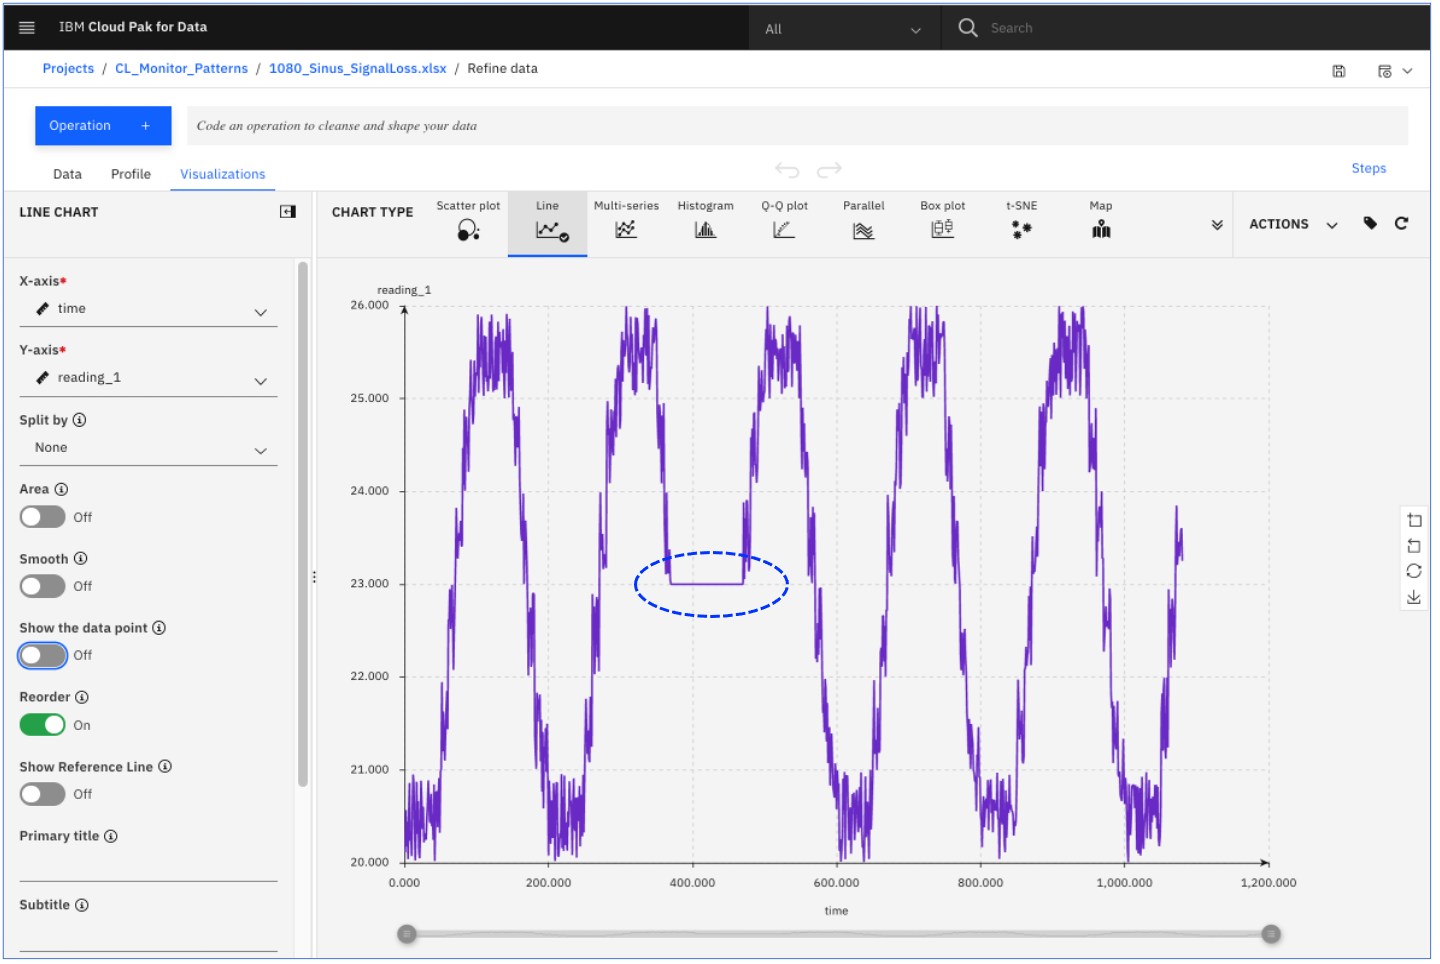 IBM Cloud Pak for Data
All
Search
Projects / CL_Monitor_Patterns / 1080_Sinus_SignalLoss.xlsx / Refine data
Operation +
Code an operation to cleanse and shape your data
Data Profile Visualizations
Steps
LINE CHART
CHART TYPE
Scatter plot Line Multi-series Histogram Q-Q plot Parallel Box plot t-SNE Map
ACTIONS
X-axis*
time
Y-axis*
reading_1
Split by
None
Area
Off
Smooth
Off
Show the data point
Off
Reorder
On
Show Reference Line
Off
Primary title
Subtitle
reading_1
26.000
25.000
24.000
23.000
22.000
21.000
20.000
0.000 200.000 400.000 600.000 800.000 1,000.000 1,200.000
time